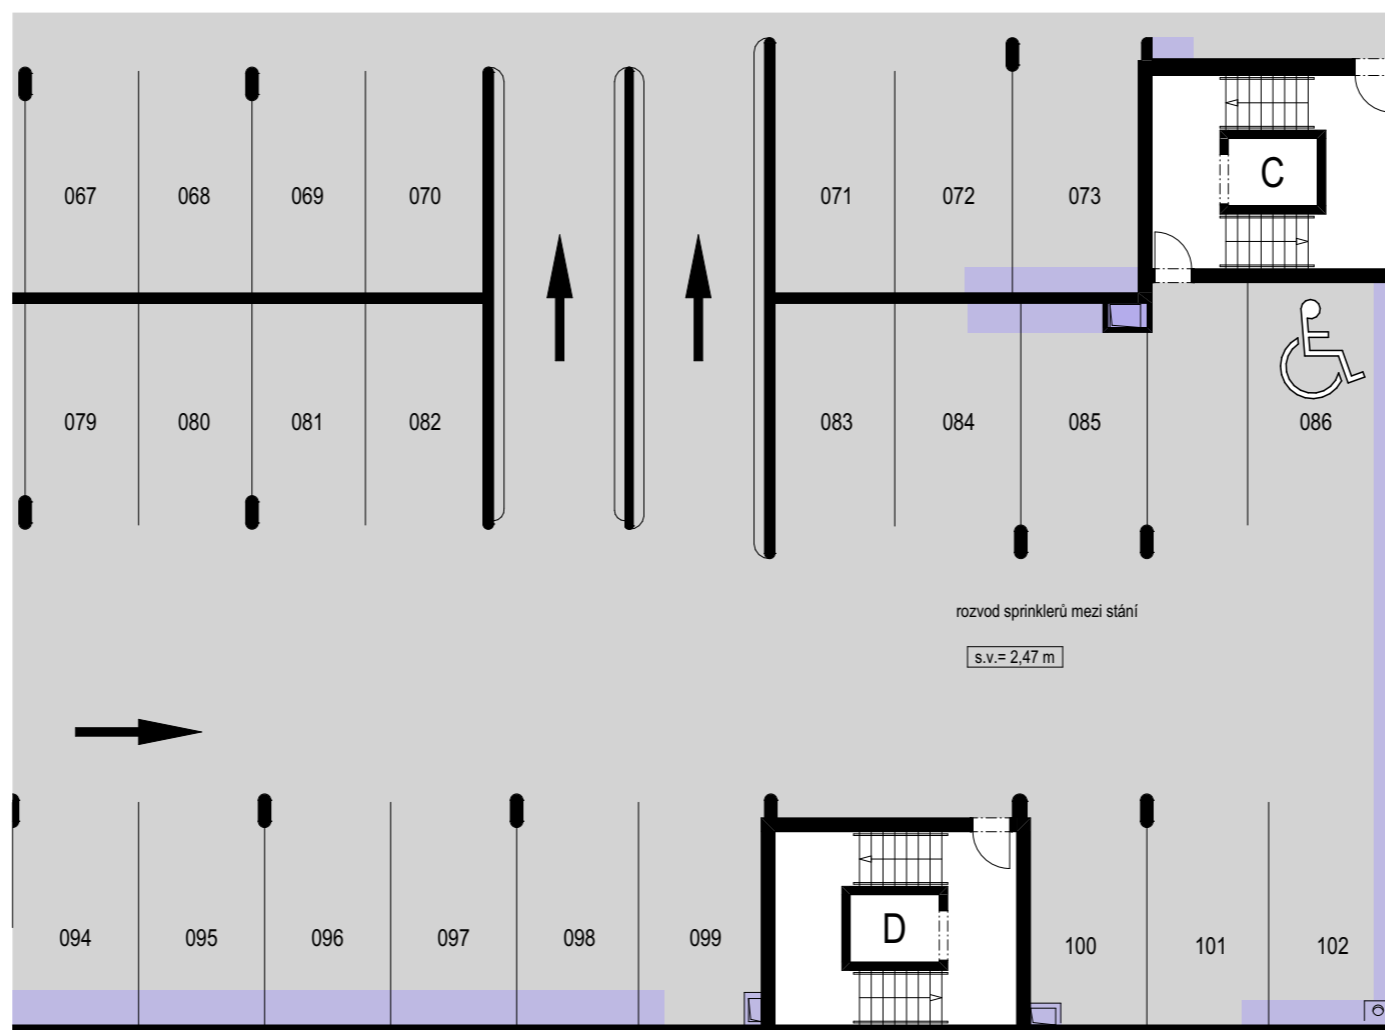 067 068 069 070 071 072 073 C
079 080 081 082 083 084 085 086
rozvod sprinklerů mezi stání
s.v.= 2,47 m
094 095 096 097 098 099 D 100 101 102